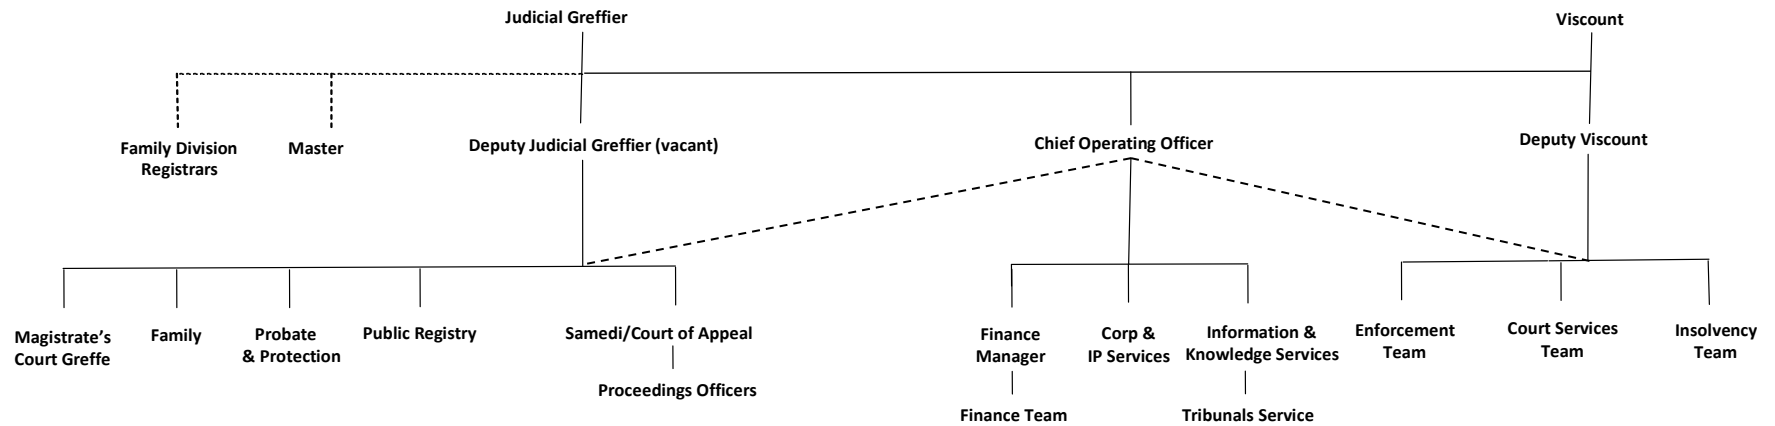 Judicial Greffier
Viscount
Family Division
Registrars
Master
Deputy Judicial Greffier (vacant)
Chief Operating Officer
Deputy Viscount
Magistrate’s
Court Greffe
Family
Probate
& Protection
Public Registry
Samedi/Court of Appeal
Proceedings Officers
Finance
Manager
Finance Team
Corp &
IP Services
Information &
Knowledge Services
Tribunals Service
Enforcement
Team
Court Services
Team
Insolvency
Team